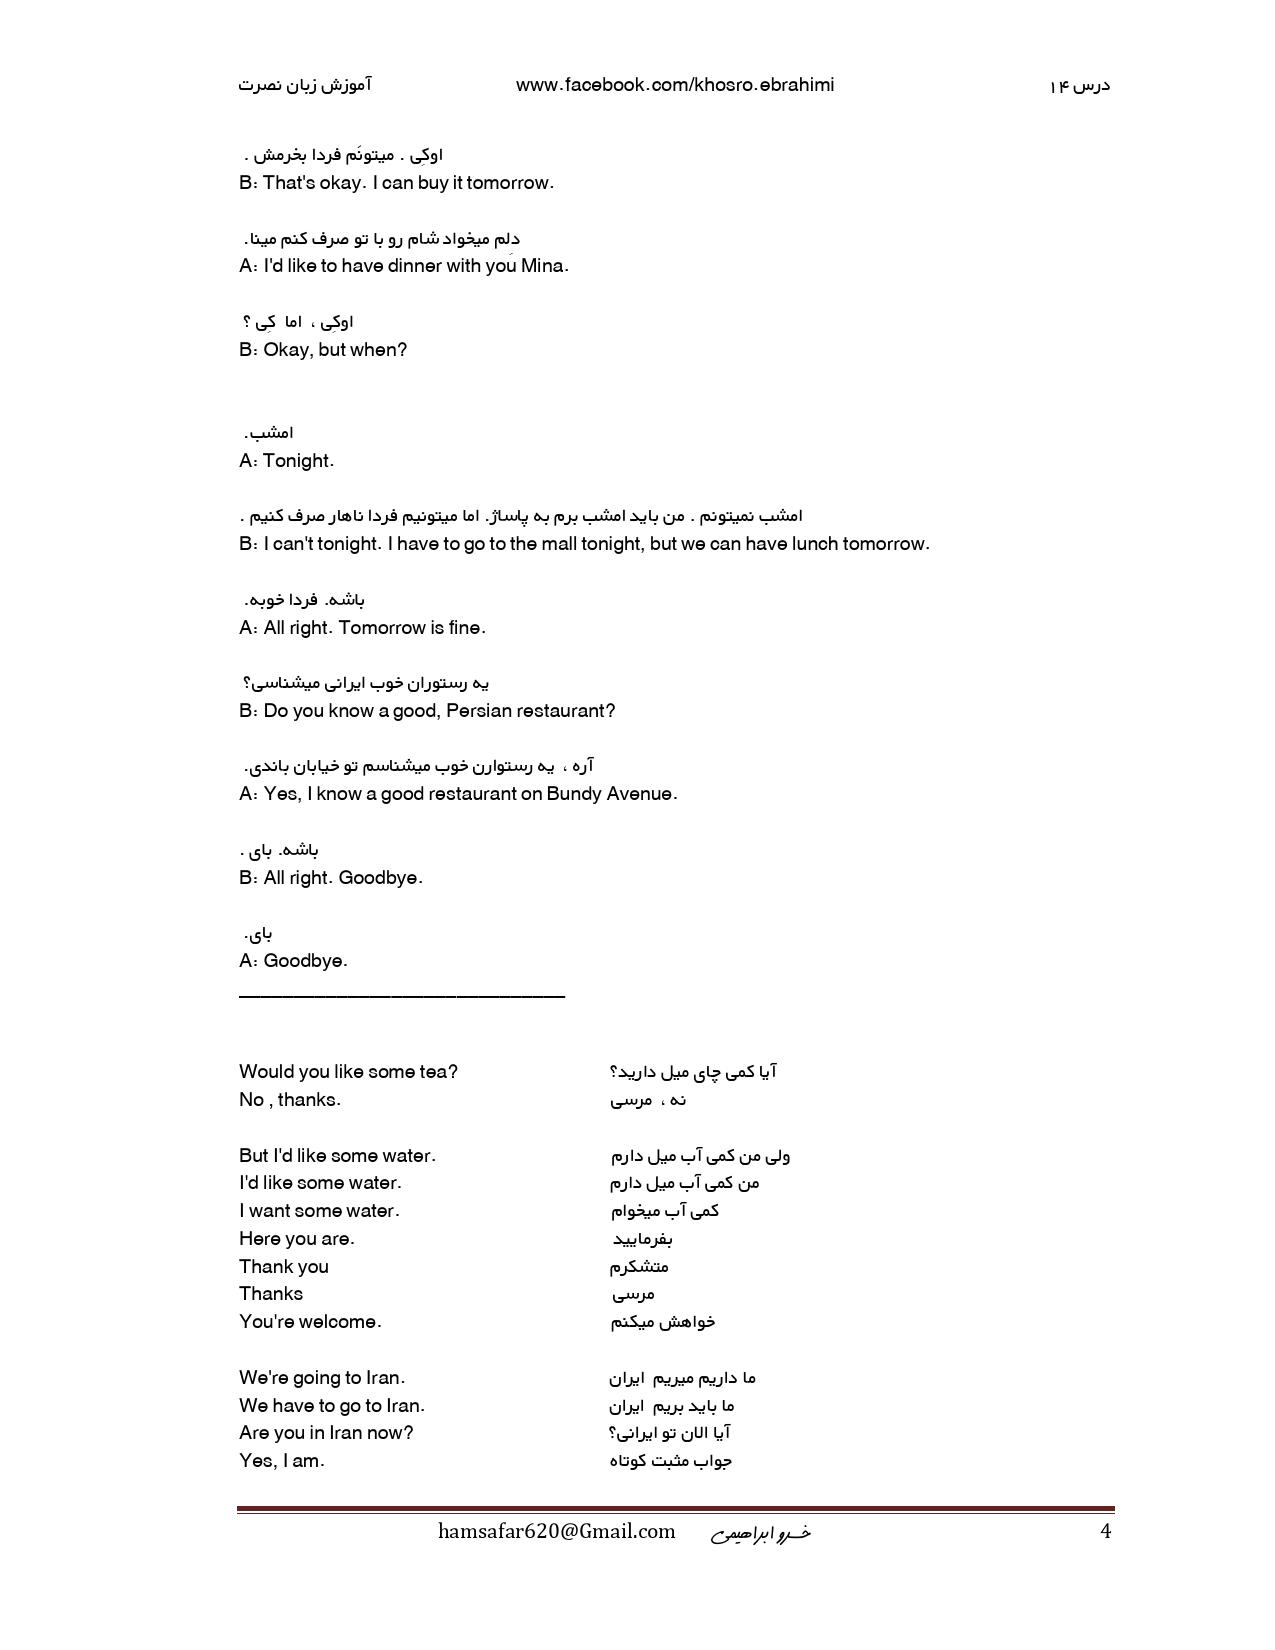 آموزش زبان نصرت www.facebook.com/khosro.ebrahimi درس ۱۴
اوکِی . میتونَم فردا بخرمش .
B: That's okay. I can buy it tomorrow.
دِلم میخواد شام رو با تو صرف کنم مینا.
A: I'd like to have dinner with you Mina.
اوکِی ، اما کِی ؟
B: Okay, but when?
امشب.
A: Tonight.
امشب نمیتونم . من باید امشب برم به پاساژ. اما میتونیم فردا ناهار صرف کنیم .
B: I can't tonight. I have to go to the mall tonight, but we can have lunch tomorrow.
باشه. فردا خوبه.
A: All right. Tomorrow is fine.
یه رستوران خوب ایرانی میشناسی؟
B: Do you know a good, Persian restaurant?
آره ، یه رستوارن خوب میشناسم تو خیابان باندی.
A: Yes, I know a good restaurant on Bundy Avenue.
باشه. بای .
B: All right. Goodbye.
بای.
A: Goodbye.
Would you like some tea? آیا کمی چای میل دارید؟
No , thanks. نه ، مرسی
But I'd like some water. ولی من کمی آب میل دارم
I'd like some water. من کمی آب میل دارم
I want some water. کمی آب میخوام
Here you are. بفرمایید
Thank you متشکرم
Thanks مرسی
You're welcome. خواهش میکنم
We're going to Iran. ما داریم میریم ایران
We have to go to Iran. ما باید بریم ایران
Are you in Iran now? آیا الان تو ایرانی؟
Yes, I am. جواب مثبت کوتاه
hamsafar620@Gmail.com خسرو ابراهیمی 4